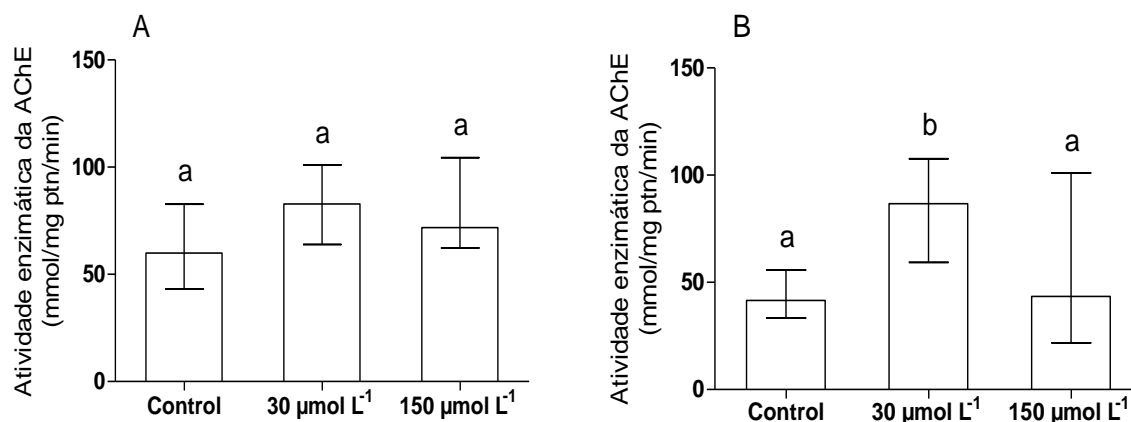 A
Atividade enzimática da AChE
(mmol/mg ptn/min)
150
100
50
0
a
a
a
Control
30 µmol L⁻¹
150 µmol L⁻¹
B
Atividade enzimática da AChE
(mmol/mg ptn/min)
150
100
50
0
a
b
a
Control
30 µmol L⁻¹
150 µmol L⁻¹